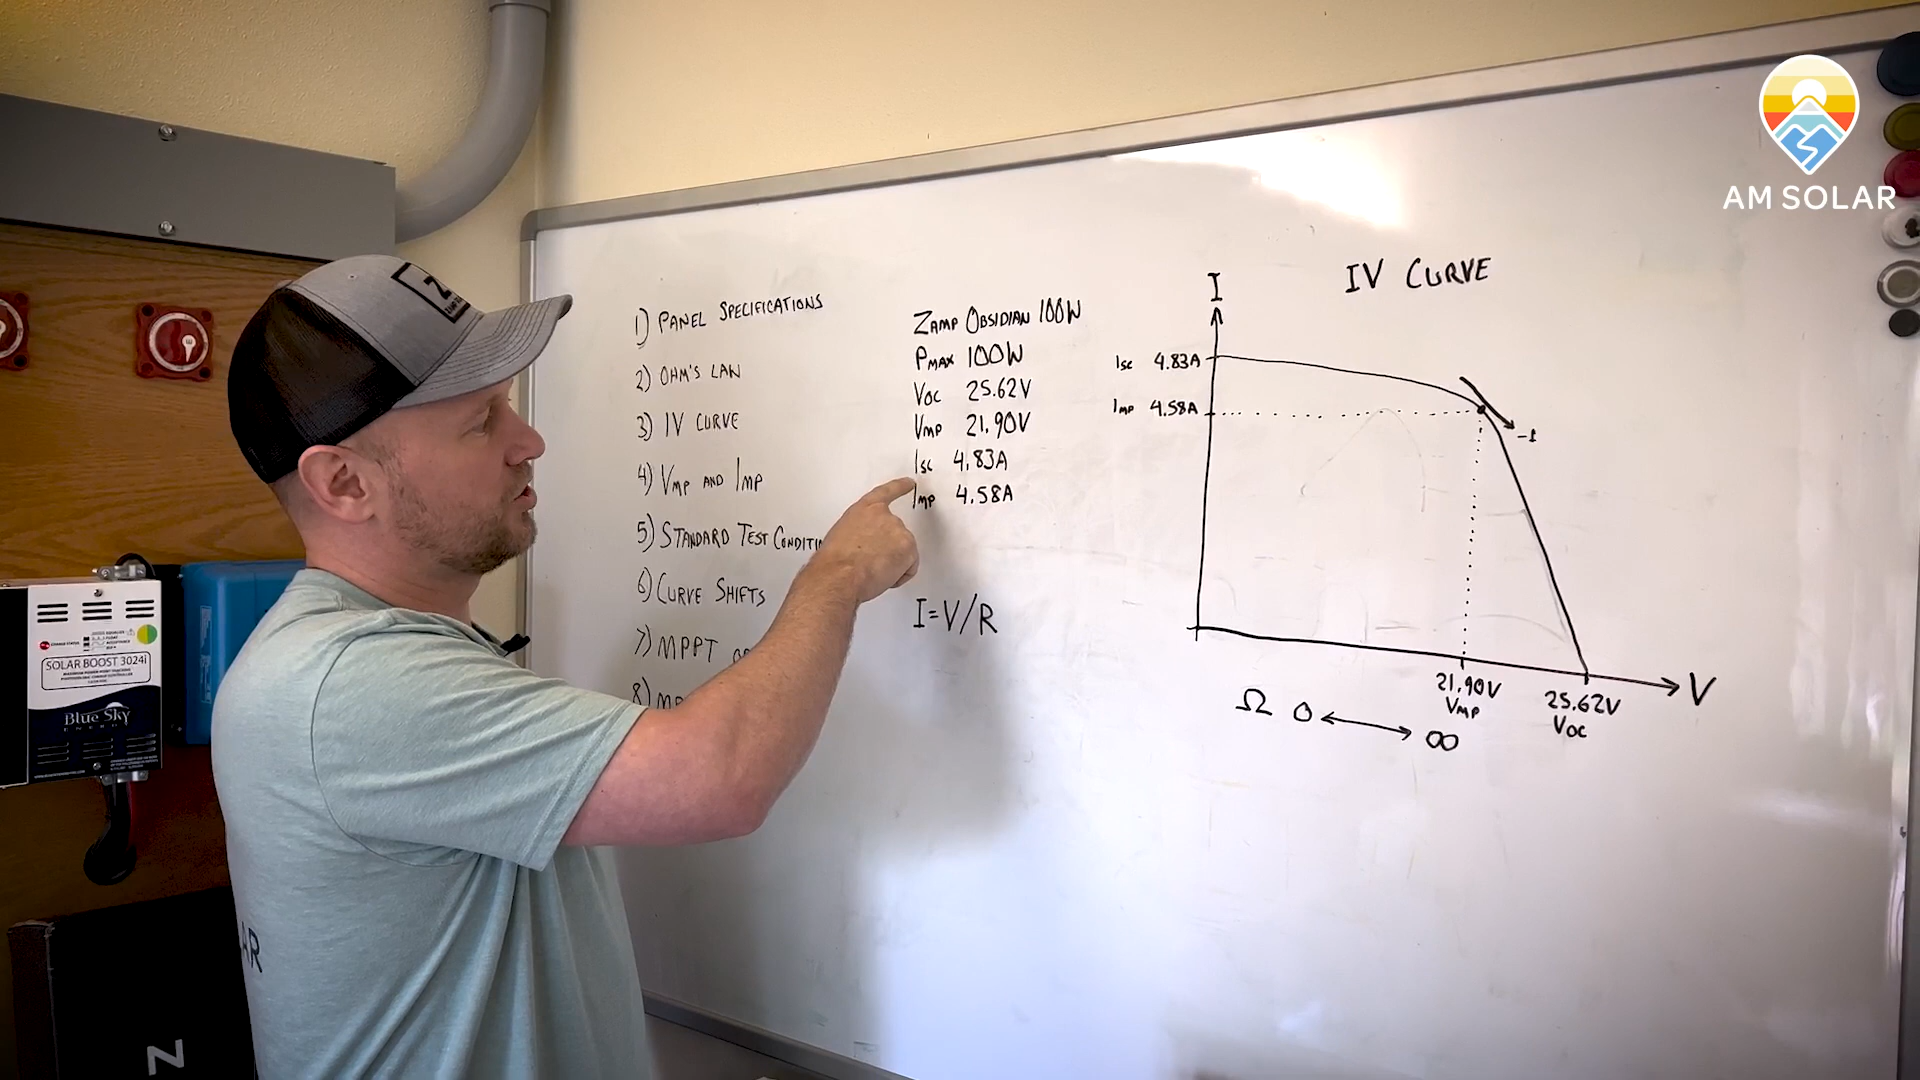 AM SOLAR
1) PANEL SPECIFICATIONS
2) OHM'S LAW
3) IV CURVE
4) VMP AND IMP
5) STANDARD TEST
6) CURVE SHIFTS
7) MPPT
8)
ZAMP OBSIDIAN 100W
PMAX 100W
VOC 25.62V
VMP 21.90V
ISC 4.83A
IMP 4.58A
I=V/R
IV CURVE
I
ISC 4.83A
IMP 4.58A
-1
21.90V
VMP
25.62V
VOC
V
Ω 0 ↔ ∞
SOLAR BOOST 3024i
Blue Sky
ENERGY
AR
Z
N